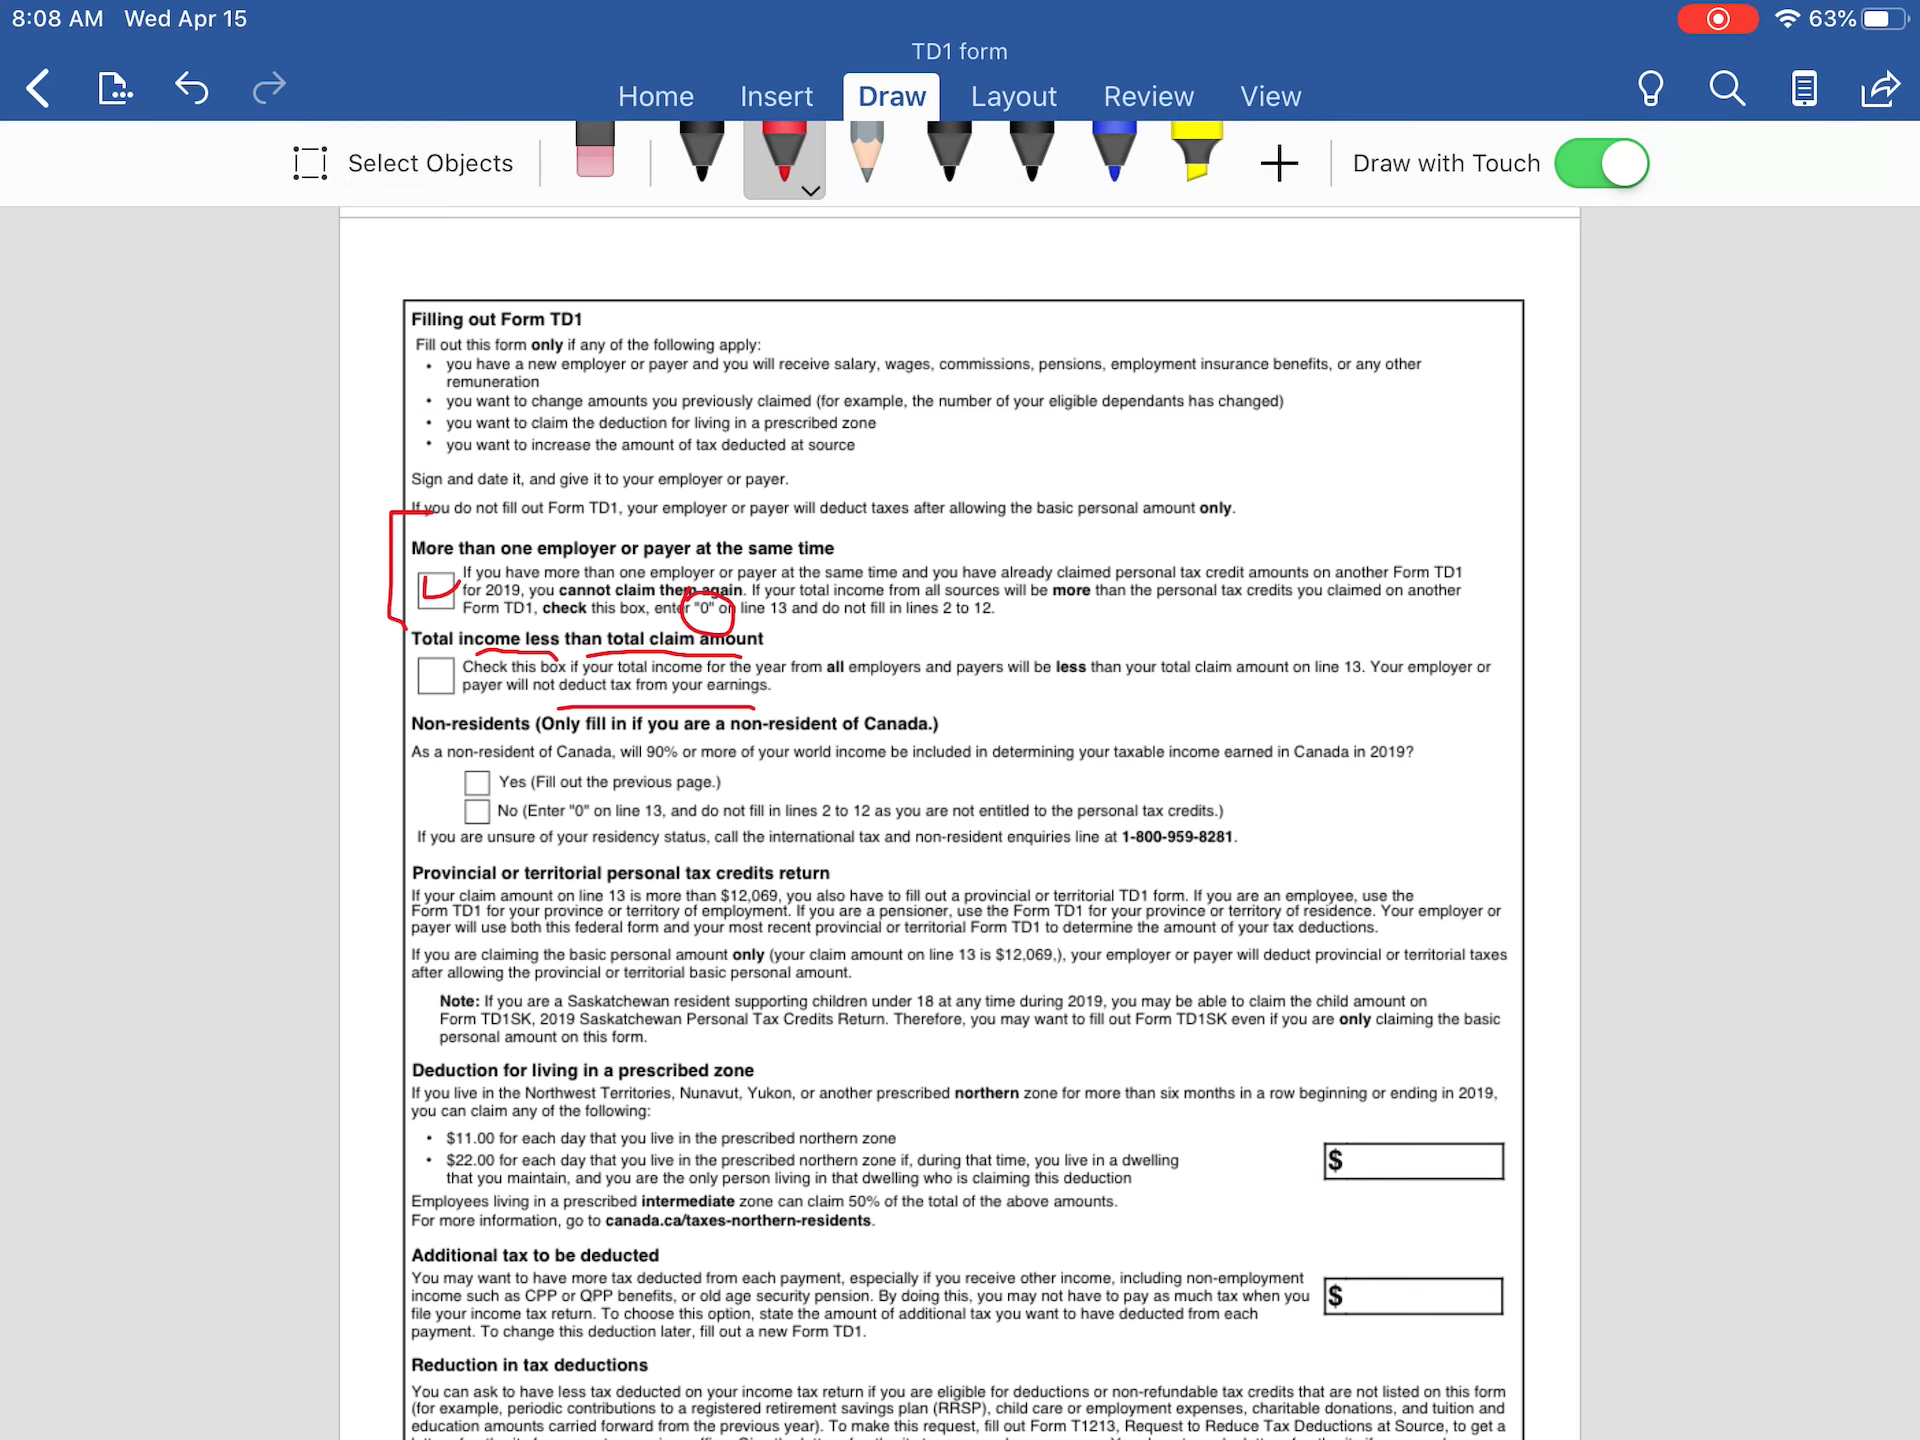 8:08 AM Wed Apr 15
63%
TD1 form
Home Insert Draw Layout Review View
Select Objects
Draw with Touch
Filling out Form TD1
Fill out this form only if any of the following apply:
• you have a new employer or payer and you will receive salary, wages, commissions, pensions, employment insurance benefits, or any other
remuneration
• you want to change amounts you previously claimed (for example, the number of your eligible dependants has changed)
• you want to claim the deduction for living in a prescribed zone
• you want to increase the amount of tax deducted at source
Sign and date it, and give it to your employer or payer.
If you do not fill out Form TD1, your employer or payer will deduct taxes after allowing the basic personal amount only.
More than one employer or payer at the same time
If you have more than one employer or payer at the same time and you have already claimed personal tax credit amounts on another Form TD1
for 2019, you cannot claim them again. If your total income from all sources will be more than the personal tax credits you claimed on another
Form TD1, check this box, enter "0" on line 13 and do not fill in lines 2 to 12.
Total income less than total claim amount
Check this box if your total income for the year from all employers and payers will be less than your total claim amount on line 13. Your employer or
payer will not deduct tax from your earnings.
Non-residents (Only fill in if you are a non-resident of Canada.)
As a non-resident of Canada, will 90% or more of your world income be included in determining your taxable income earned in Canada in 2019?
Yes (Fill out the previous page.)
No (Enter "0" on line 13, and do not fill in lines 2 to 12 as you are not entitled to the personal tax credits.)
If you are unsure of your residency status, call the international tax and non-resident enquiries line at 1-800-959-8281.
Provincial or territorial personal tax credits return
If your claim amount on line 13 is more than $12,069, you also have to fill out a provincial or territorial TD1 form. If you are an employee, use the
Form TD1 for your province or territory of employment. If you are a pensioner, use the Form TD1 for your province or territory of residence. Your employer or
payer will use both this federal form and your most recent provincial or territorial Form TD1 to determine the amount of your tax deductions.
If you are claiming the basic personal amount only (your claim amount on line 13 is $12,069,), your employer or payer will deduct provincial or territorial taxes
after allowing the provincial or territorial basic personal amount.
Note: If you are a Saskatchewan resident supporting children under 18 at any time during 2019, you may be able to claim the child amount on
Form TD1SK, 2019 Saskatchewan Personal Tax Credits Return. Therefore, you may want to fill out Form TD1SK even if you are only claiming the basic
personal amount on this form.
Deduction for living in a prescribed zone
If you live in the Northwest Territories, Nunavut, Yukon, or another prescribed northern zone for more than six months in a row beginning or ending in 2019,
you can claim any of the following:
• $11.00 for each day that you live in the prescribed northern zone
• $22.00 for each day that you live in the prescribed northern zone if, during that time, you live in a dwelling
that you maintain, and you are the only person living in that dwelling who is claiming this deduction
$
Employees living in a prescribed intermediate zone can claim 50% of the total of the above amounts.
For more information, go to canada.ca/taxes-northern-residents.
Additional tax to be deducted
You may want to have more tax deducted from each payment, especially if you receive other income, including non-employment
income such as CPP or QPP benefits, or old age security pension. By doing this, you may not have to pay as much tax when you
file your income tax return. To choose this option, state the amount of additional tax you want to have deducted from each
payment. To change this deduction later, fill out a new Form TD1.
$
Reduction in tax deductions
You can ask to have less tax deducted on your income tax return if you are eligible for deductions or non-refundable tax credits that are not listed on this form
(for example, periodic contributions to a registered retirement savings plan (RRSP), child care or employment expenses, charitable donations, and tuition and
education amounts carried forward from the previous year). To make this request, fill out Form T1213, Request to Reduce Tax Deductions at Source, to get a